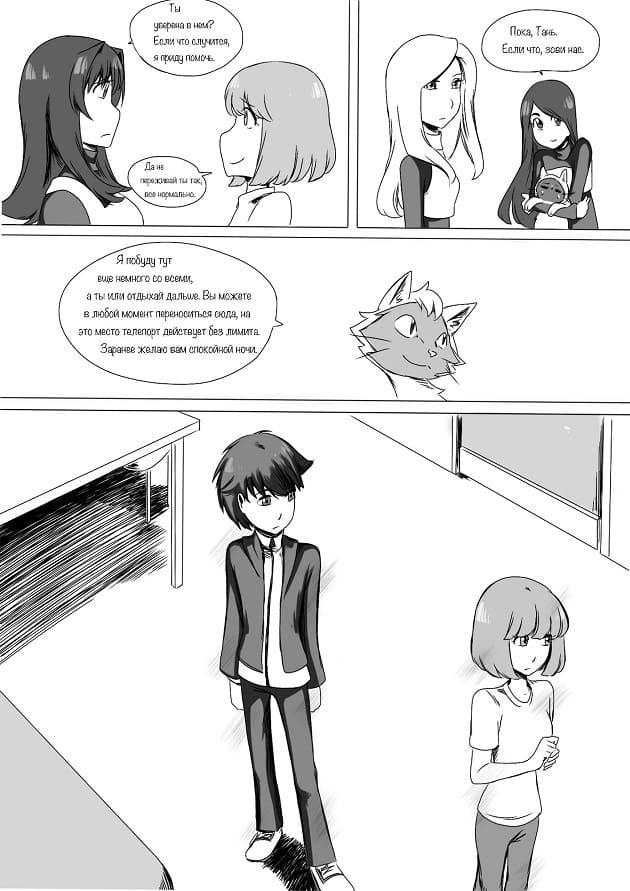 Ты
уверена в нем?
Если что случится,
я приду помочь.
Да не
переживай ты так,
все нормально.
Пока, Тань.
Если что, зови нас.
Я побуду тут
еще немного со всеми,
а ты иди отдыхай дальше. Вы можете
в любой момент переноситься сюда, на
это место телепорт действует без лимита.
Заранее желаю вам спокойной ночи.